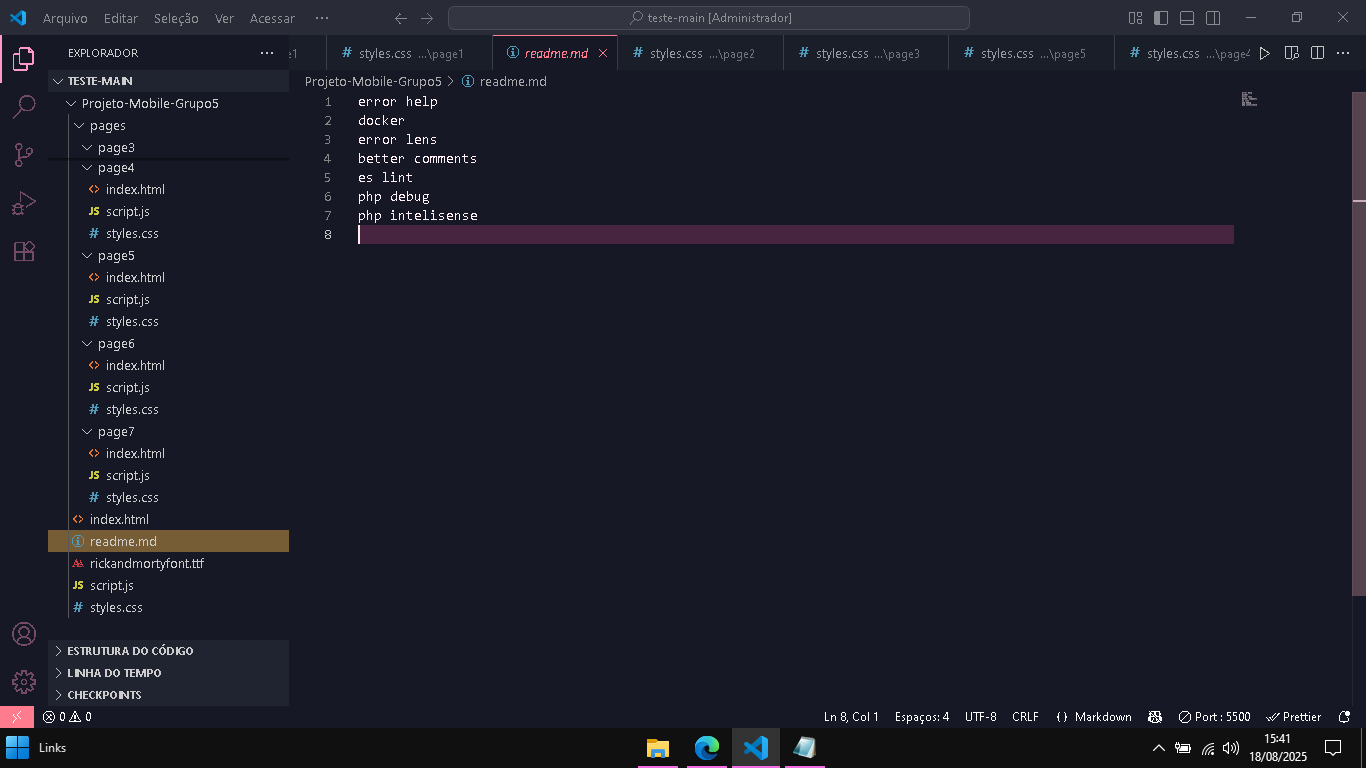 Arquivo Editar Seleção Ver Acessar ···
teste-main [Administrador]
EXPLORADOR ···
styles.css ...\page1
readme.md
styles.css ...\page2
styles.css ...\page3
styles.css ...\page5
styles.css ...\page4
TESTE-MAIN
Projeto-Mobile-Grupo5 > readme.md
Projeto-Mobile-Grupo5
pages
page3
page4
index.html
JS script.js
# styles.css
page5
index.html
JS script.js
# styles.css
page6
index.html
JS script.js
# styles.css
page7
index.html
JS script.js
# styles.css
index.html
readme.md
rickandmortyfont.ttf
JS script.js
# styles.css
1 error help
2 docker
3 error lens
4 better comments
5 es lint
6 php debug
7 php intelisense
8
ESTRUTURA DO CÓDIGO
LINHA DO TEMPO
CHECKPOINTS
0 0
Ln 8, Col 1 Espaços: 4 UTF-8 CRLF {} Markdown Port : 5500 Prettier
Links
15:41
18/08/2025